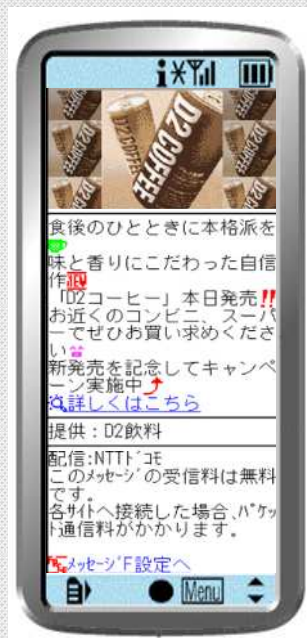 D2 COFFEE
D2 COFFEE
食後のひとときに本格派を
味と香りにこだわった自信
作NEW
「D2コーヒー」本日発売!!
お近くのコンビニ、スーパ
ーでぜひお買い求めくださ
い
新発売を記念してキャンペ
ーン実施中
詳しくはこちら
提供:D2飲料
配信:NTTドコモ
このメッセージの受信料は無料
です。
各サイトへ接続した場合、パケッ
ト通信料がかかります。
メッセージF設定へ
Menu